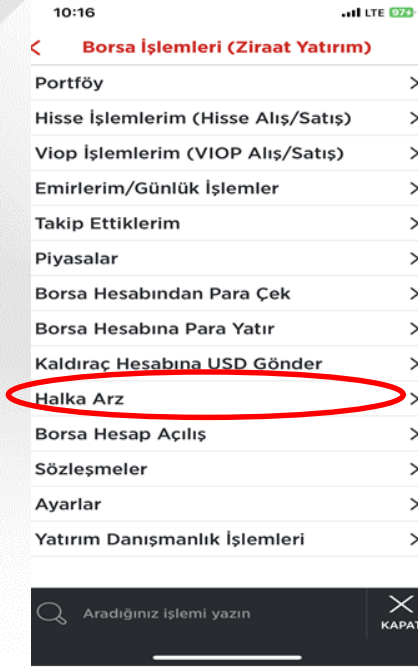 10:16
LTE 97
Borsa İşlemleri (Ziraat Yatırım)
Portföy
Hisse İşlemlerim (Hisse Alış/Satış)
Viop İşlemlerim (VIOP Alış/Satış)
Emirlerim/Günlük İşlemler
Takip Ettiklerim
Piyasalar
Borsa Hesabından Para Çek
Borsa Hesabına Para Yatır
Kaldıraç Hesabına USD Gönder
Halka Arz
Borsa Hesap Açılış
Sözleşmeler
Ayarlar
Yatırım Danışmanlık İşlemleri
Aradığınız işlemi yazın
KAPAT